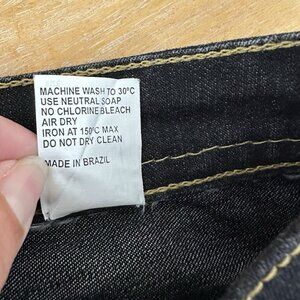 MACHINE WASH TO 30°C
USE NEUTRAL SOAP
NO CHLORINE BLEACH
AIR DRY
IRON AT 150°C MAX
DO NOT DRY CLEAN
MADE IN BRAZIL